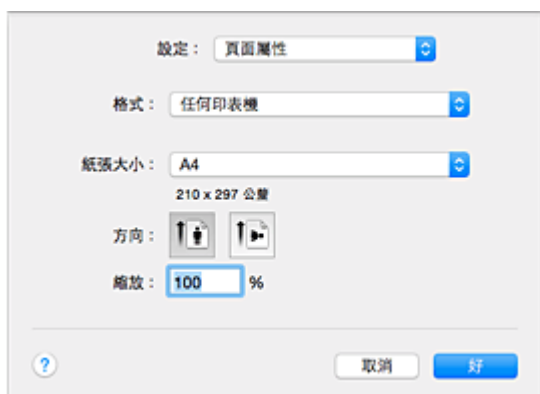 設定： 頁面屬性
格式： 任何印表機
紙張大小： A4
210 x 297 公釐
方向：
縮放： 100 %
? 取消 好